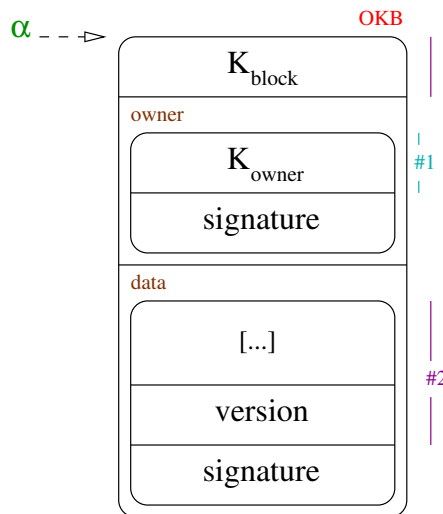 OKB
α
K_block
owner
K_owner
#1
signature
data
[...]
#2
version
signature